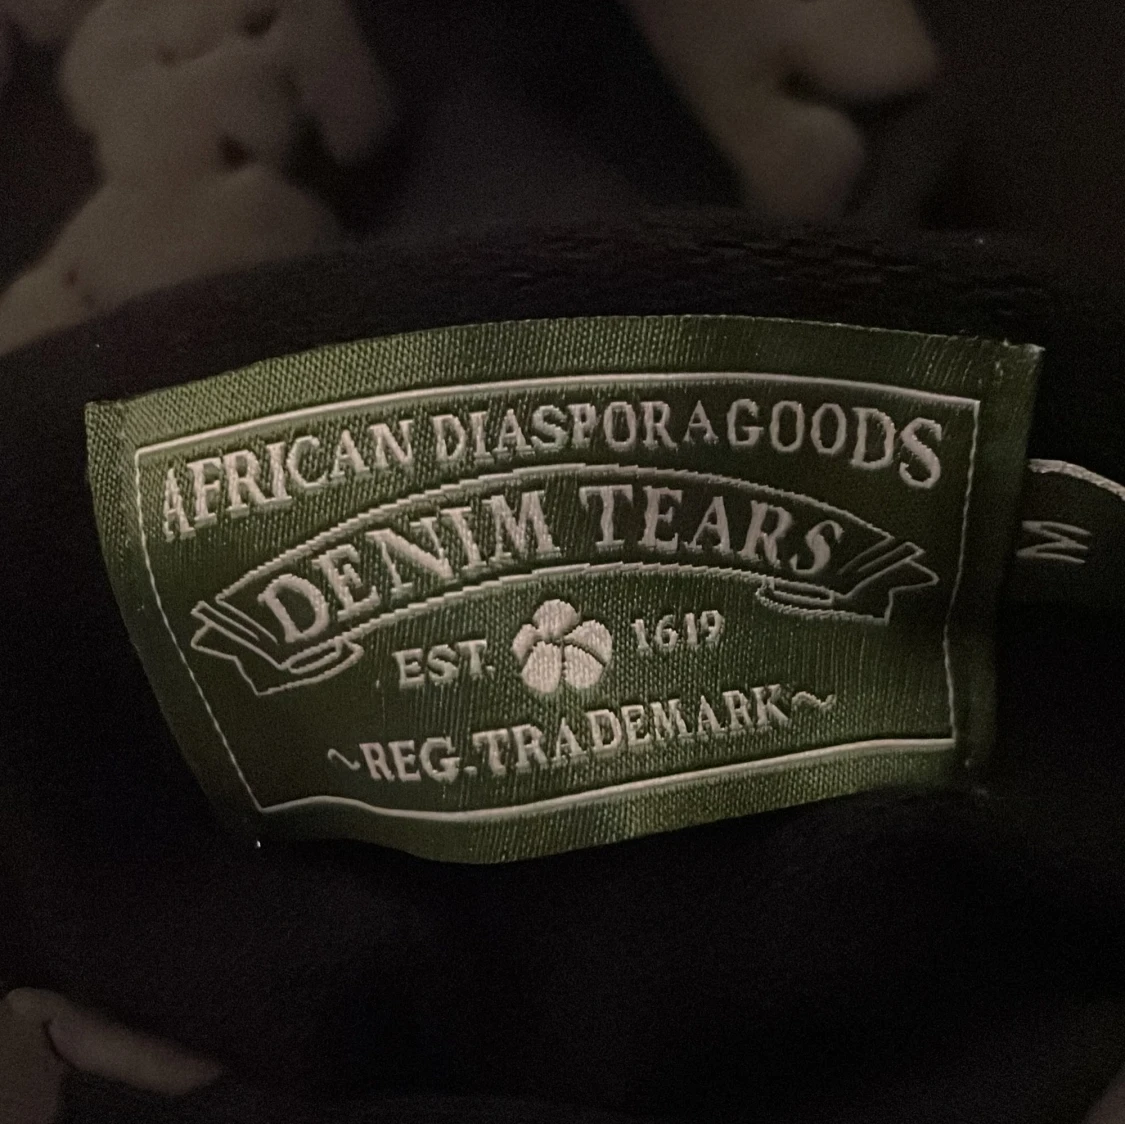 AFRICAN DIASPORA GOODS
DENIM TEARS
EST. 1619
~REG. TRADEMARK~
M